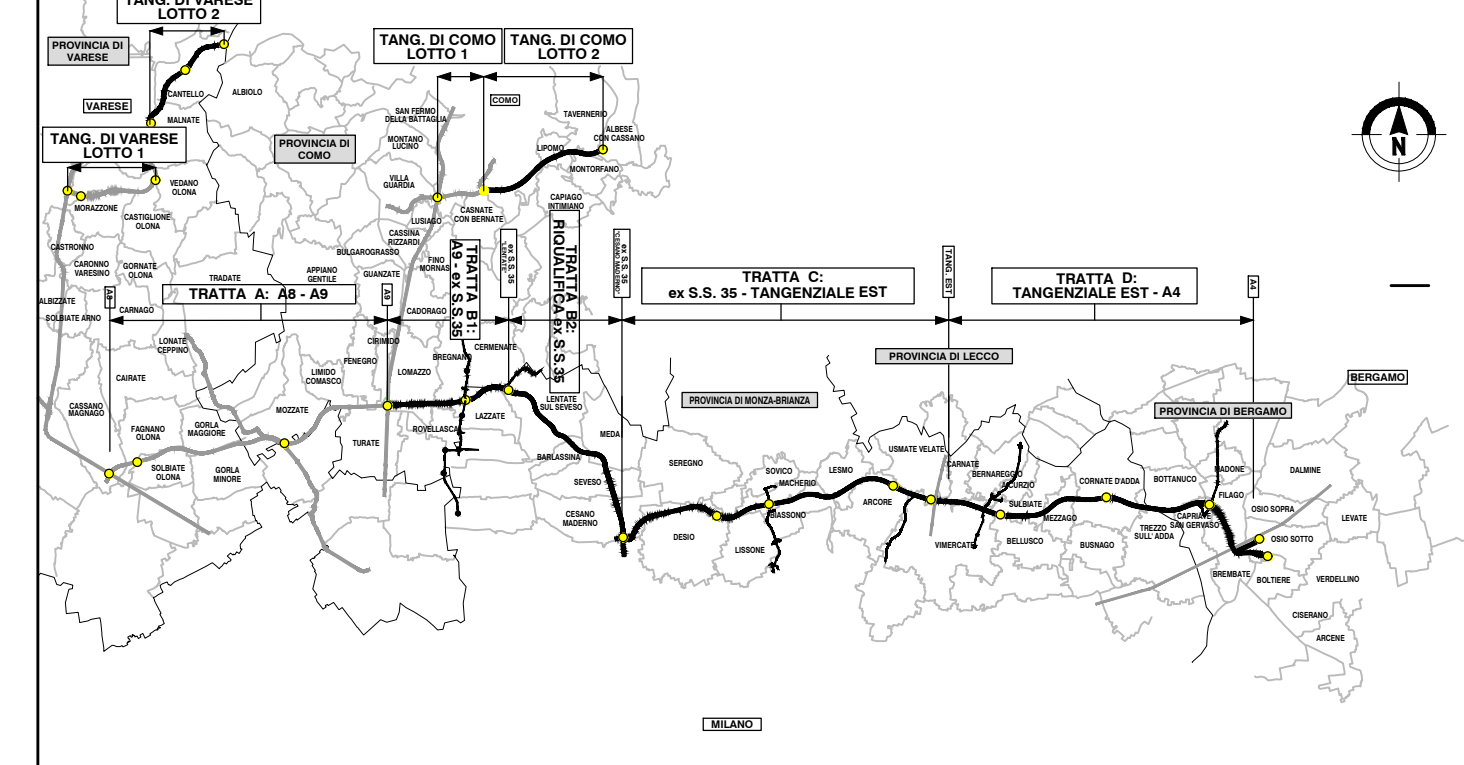 TANG. DI VARESE
LOTTO 2
PROVINCIA DI
VARESE
TANG. DI COMO
LOTTO 1
TANG. DI COMO
LOTTO 2
CANTELLO
ALBIOLO
VARESE
MALNATE
COMO
SAN FERMO
DELLA BATTAGLIA
TAVERNERIO
ALBESE
CON CASSANO
TANG. DI VARESE
LOTTO 1
PROVINCIA DI
COMO
MONTANO
LUCINO
LIPOMO
MONTORFANO
VILLA
GUARDIA
VEDANO
OLONA
MORAZZONE
CASTIGLIONE
OLONA
CAPIAGO
INTIMIANO
CASNATE
CON BERNATE
LUSIAGO
CASSINA
RIZZARDI
BULGAROGRASSO
CASTRONNO
CARONNO
VARESINO
GORNATE
OLONA
TRADATE
APPIANO
GENTILE
GUANZATE
FINO
MORNAS
TRATTA B1:
A9 - ex S.S.35
ex S.S. 35
"LENTATE"
TRATTA B2:
RIQUALIFICA ex S.S.35
ex S.S. 35
"CESANO MADERNO"
TRATTA C:
ex S.S. 35 - TANGENZIALE EST
TANG. EST
TRATTA D:
TANGENZIALE EST - A4
A4
A8
TRATTA A: A8 - A9
A9
ALBIZZATE
SOLBIATE ARNO
CARNAGO
CADORAGO
N
LONATE
CEPPINO
CIRIMIDO
FENEGRO
BREGNANO
CERMENATE
LIMIDO
COMASCO
LOMAZZO
CAIRATE
PROVINCIA DI LECCO
BERGAMO
CASSANO
MAGNAGO
MOZZATE
LAZZATE
LENTATE
SUL SEVESO
PROVINCIA DI MONZA-BRIANZA
PROVINCIA DI BERGAMO
FAGNANO
OLONA
GORLA
MAGGIORE
ROVELLASCA
TURATE
MEDA
SOLBIATE
OLONA
GORLA
MINORE
BARLASSINA
SEVESO
SEREGNO
SOVICO
MACHERIO
LESMO
USMATE VELATE
CARNATE
BERNAREGGIO
AICURZIO
CORNATE D'ADDA
BOTTANUCO
MADONE
DALMINE
FILAGO
CESANO
MADERNO
DESIO
BIASSONO
LISSONE
ARCORE
VIMERCATE
SULBIATE
MEZZAGO
BELLUSCO
BUSNAGO
TREZZO
SULL' ADDA
CAPRIATE
SAN GERVASO
OSIO SOPRA
LEVATE
OSIO SOTTO
BREMBATE
BOLTIERE
VERDELLINO
CISERANO
ARCENE
MILANO